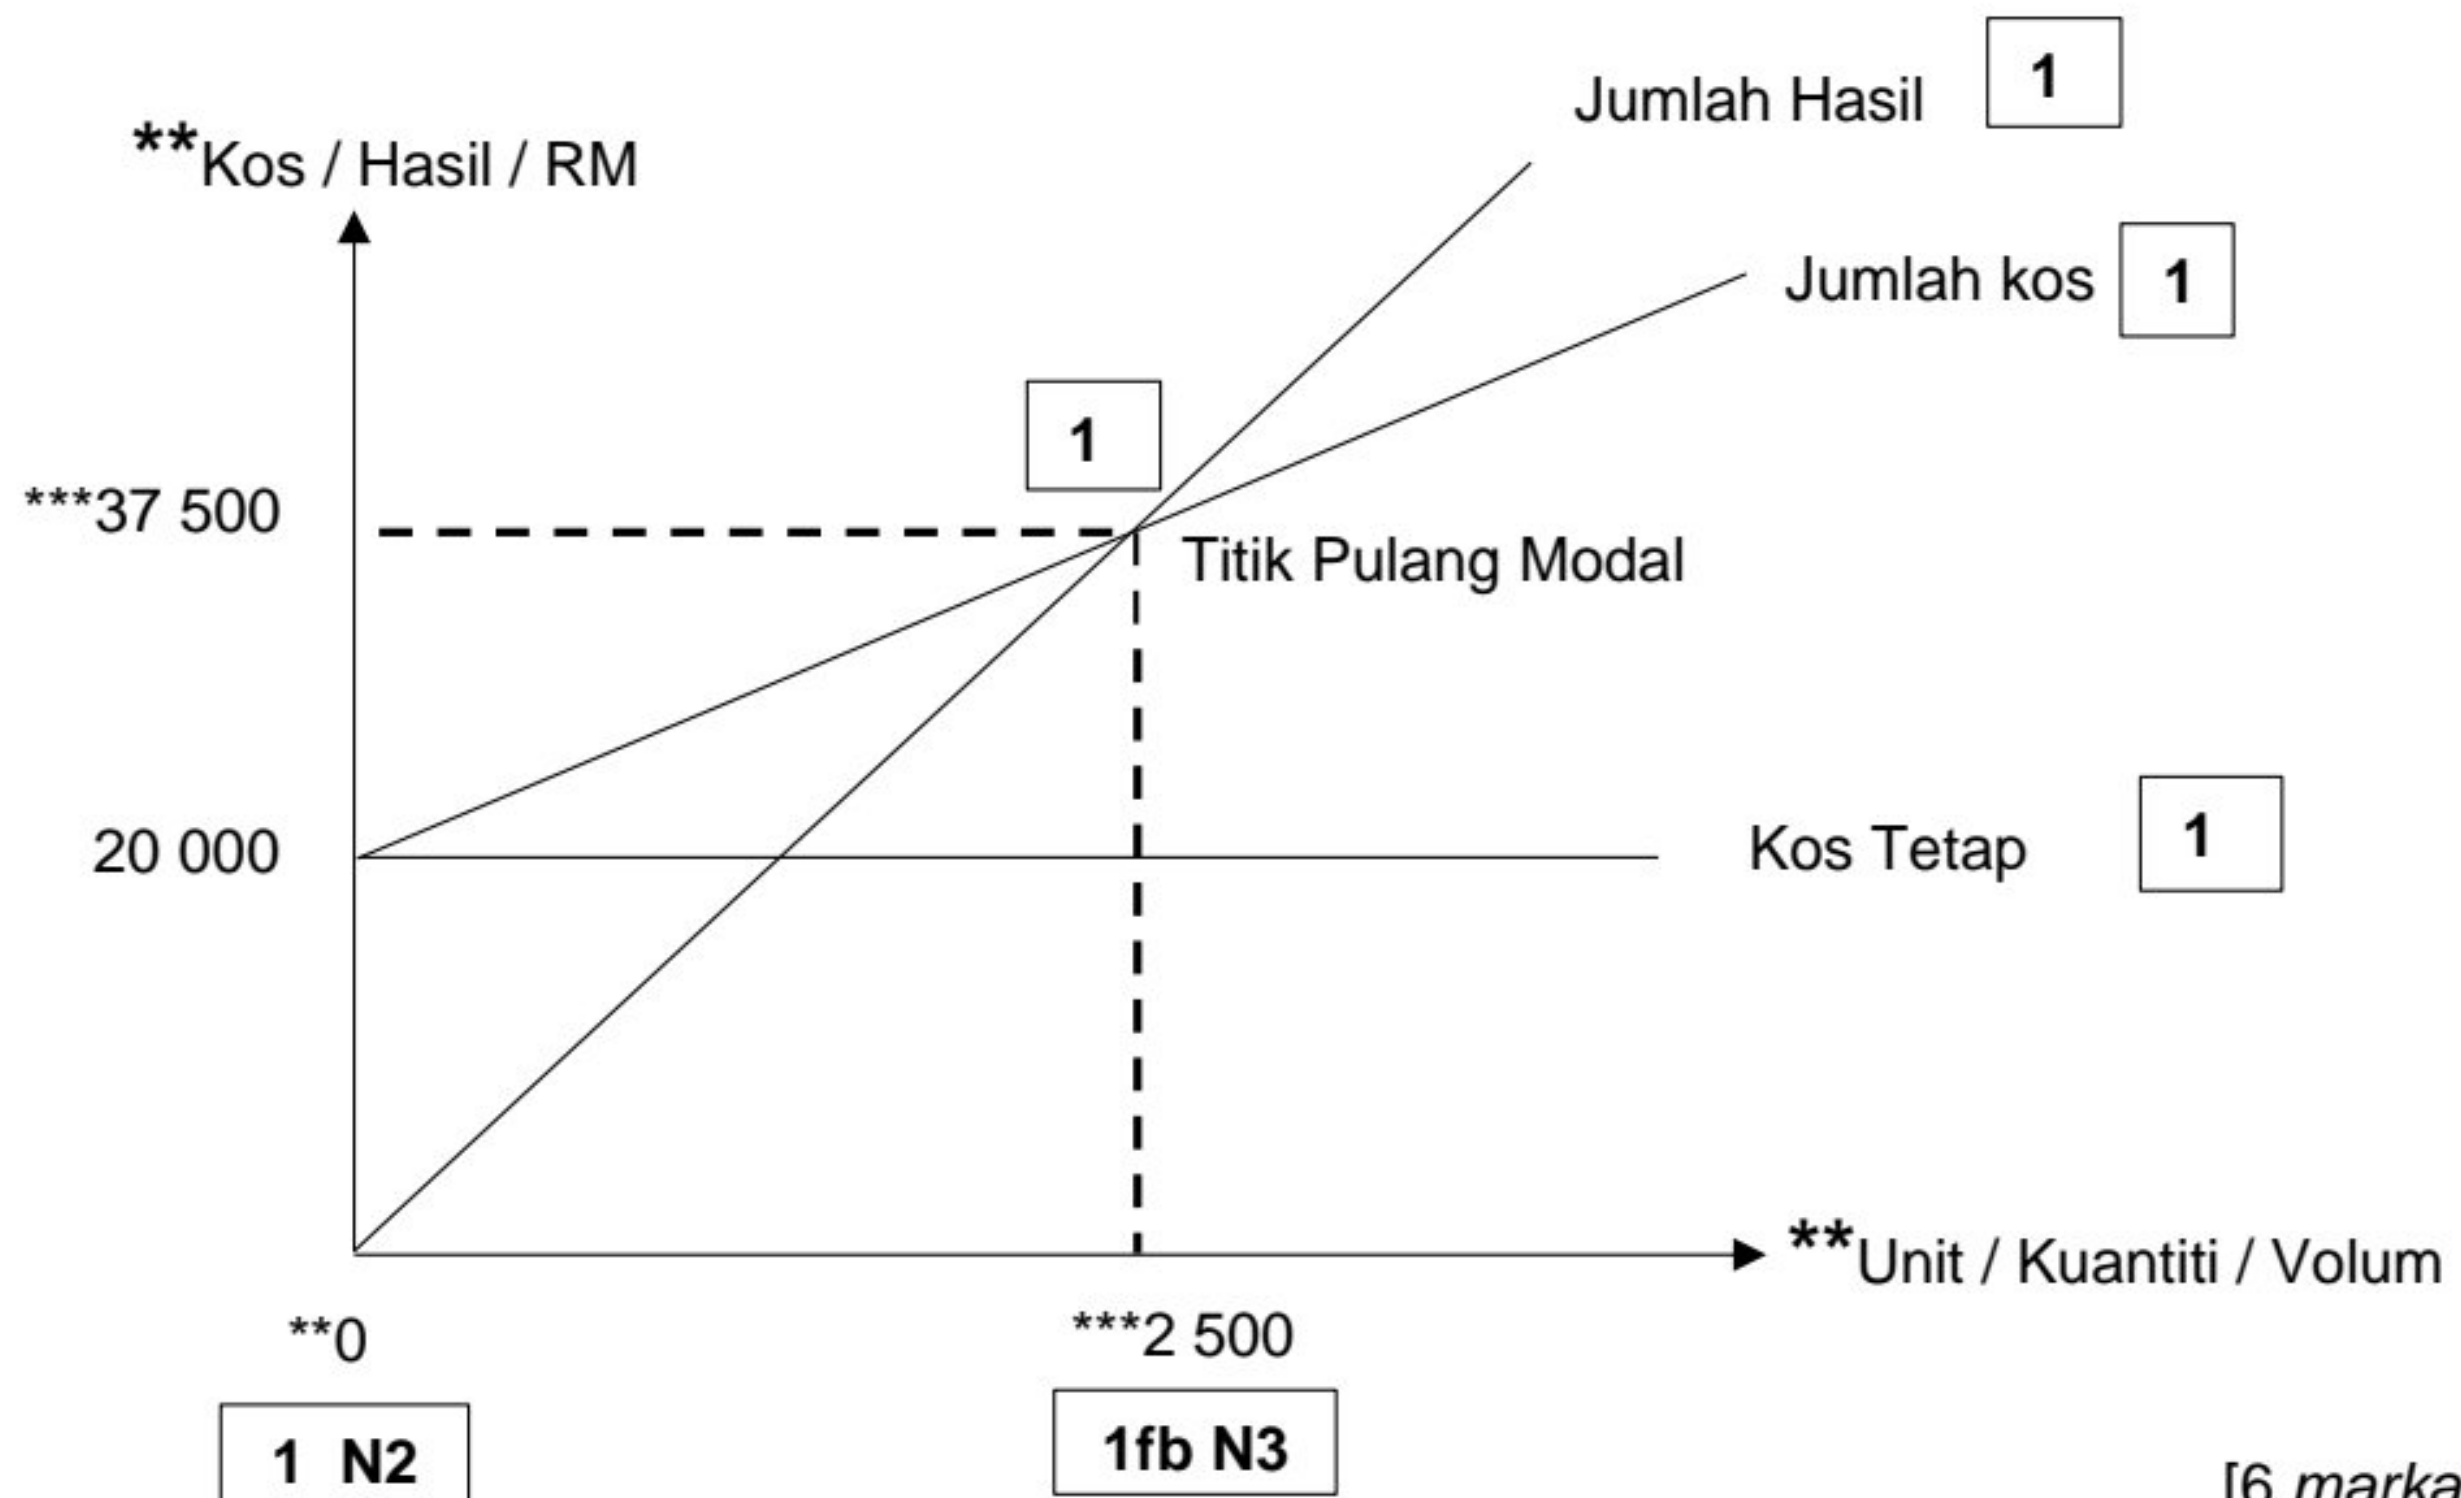 Jumlah Hasil 1
**Kos / Hasil / RM
Jumlah kos 1
1
***37 500
Titik Pulang Modal
20 000
Kos Tetap 1
**Unit / Kuantiti / Volum
**0
***2 500
1 N2
1fb N3
[6 marka